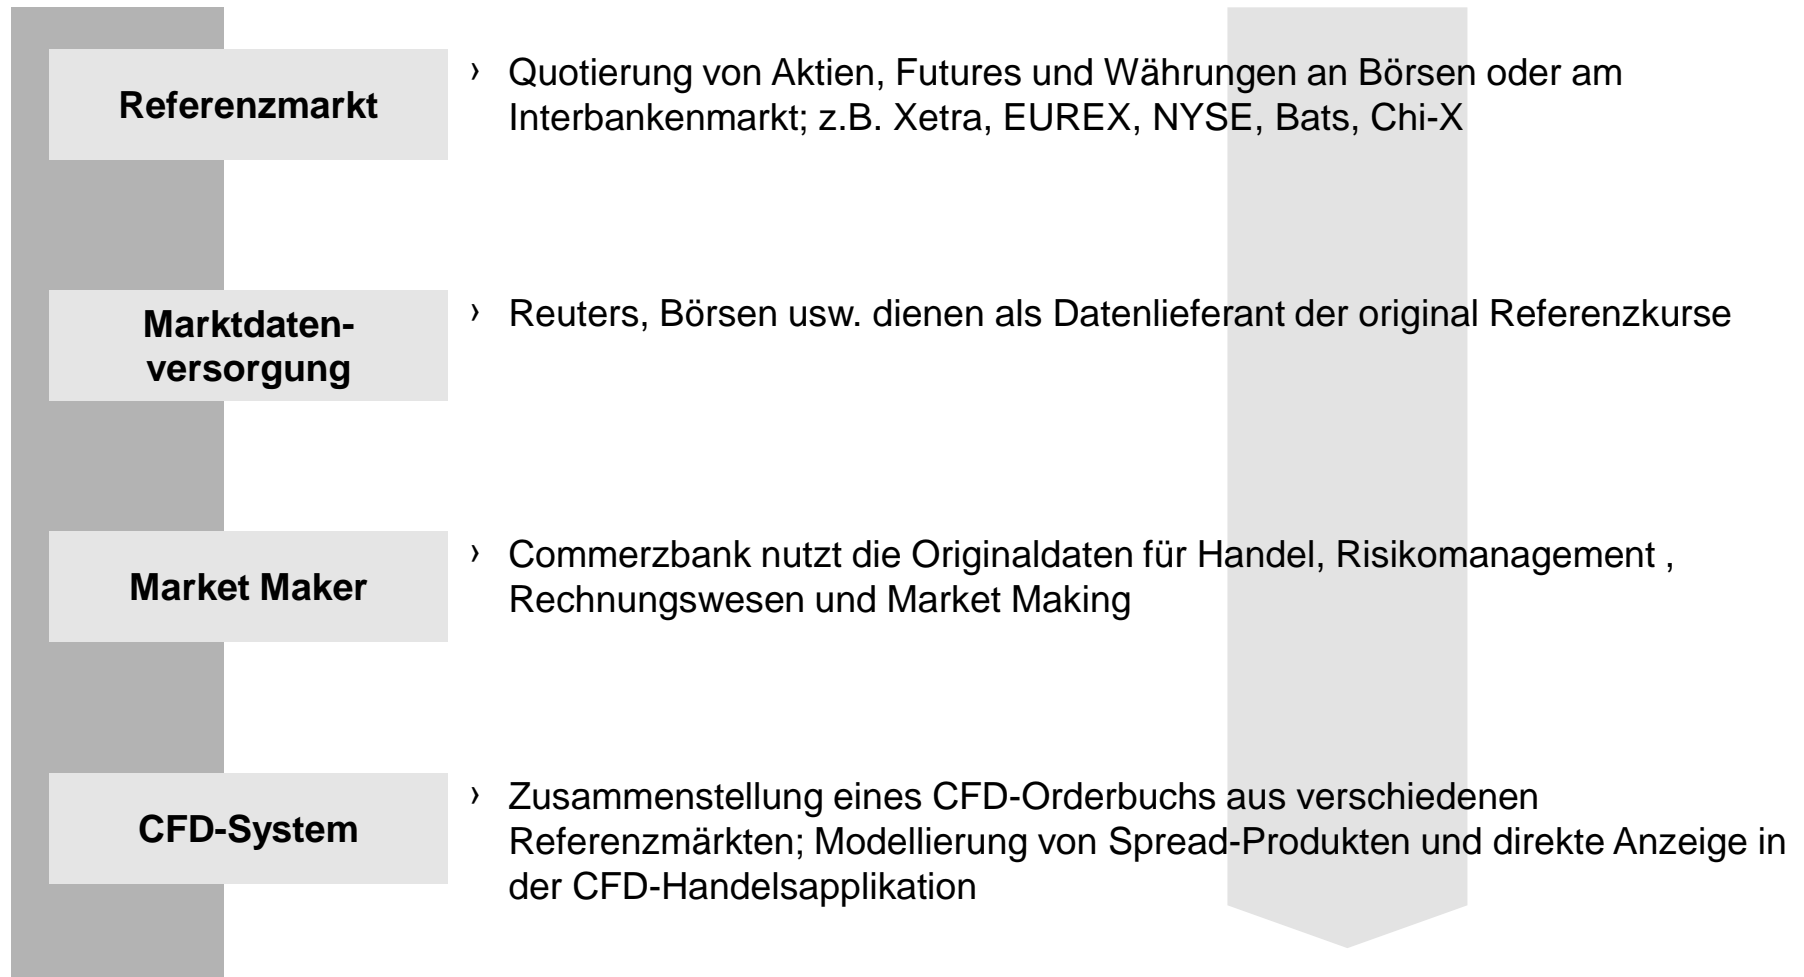 Referenzmarkt
› Quotierung von Aktien, Futures und Währungen an Börsen oder am
Interbankenmarkt; z.B. Xetra, EUREX, NYSE, Bats, Chi-X
Marktdaten-
versorgung
› Reuters, Börsen usw. dienen als Datenlieferant der original Referenzkurse
Market Maker
› Commerzbank nutzt die Originaldaten für Handel, Risikomanagement ,
Rechnungswesen und Market Making
CFD-System
› Zusammenstellung eines CFD-Orderbuchs aus verschiedenen
Referenzmärkten; Modellierung von Spread-Produkten und direkte Anzeige in
der CFD-Handelsapplikation